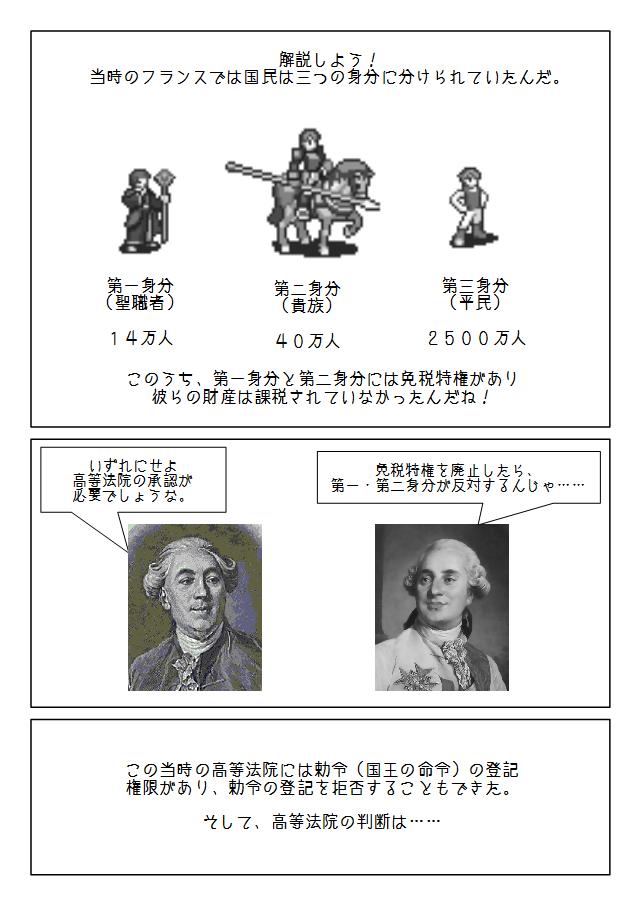 解説しよう！
当時のフランスでは国民は三つの身分に分けられていたんだ。
第一身分
（聖職者）
１４万人
第二身分
（貴族）
４０万人
第三身分
（平民）
２５００万人
このうち、第一身分と第二身分には免税特権があり
彼らの財産は課税されていなかったんだね！
いずれにせよ
高等法院の承認が
必要でしょうな。
免税特権を廃止したら、
第一・第二身分が反対するんじゃ……
この当時の高等法院には勅令（国王の命令）の登記
権限があり、勅令の登記を拒否することもできた。
そして、高等法院の判断は……